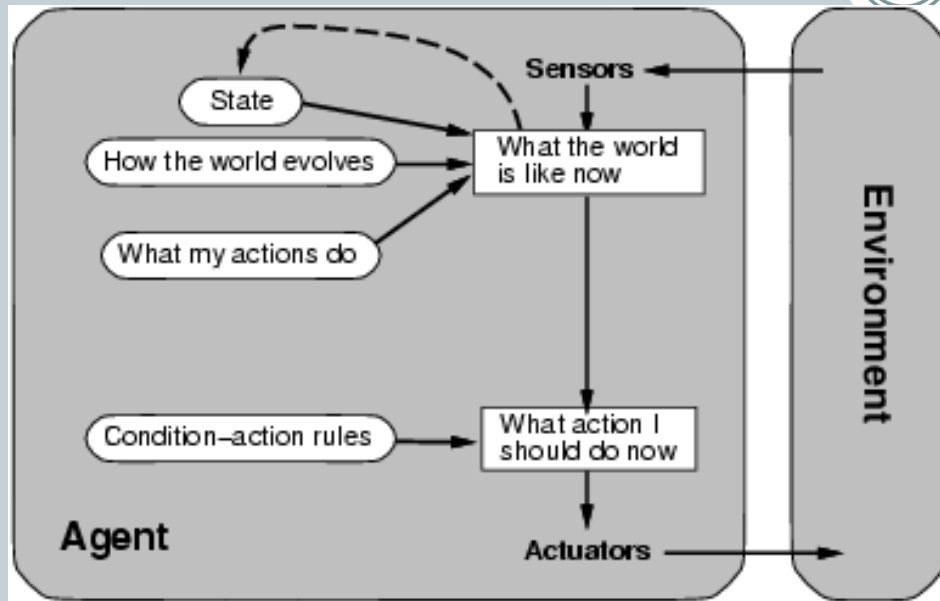 Sensors
State
What the world
is like now
How the world evolves
What my actions do
Environment
What action I
should do now
Condition–action rules
Agent
Actuators